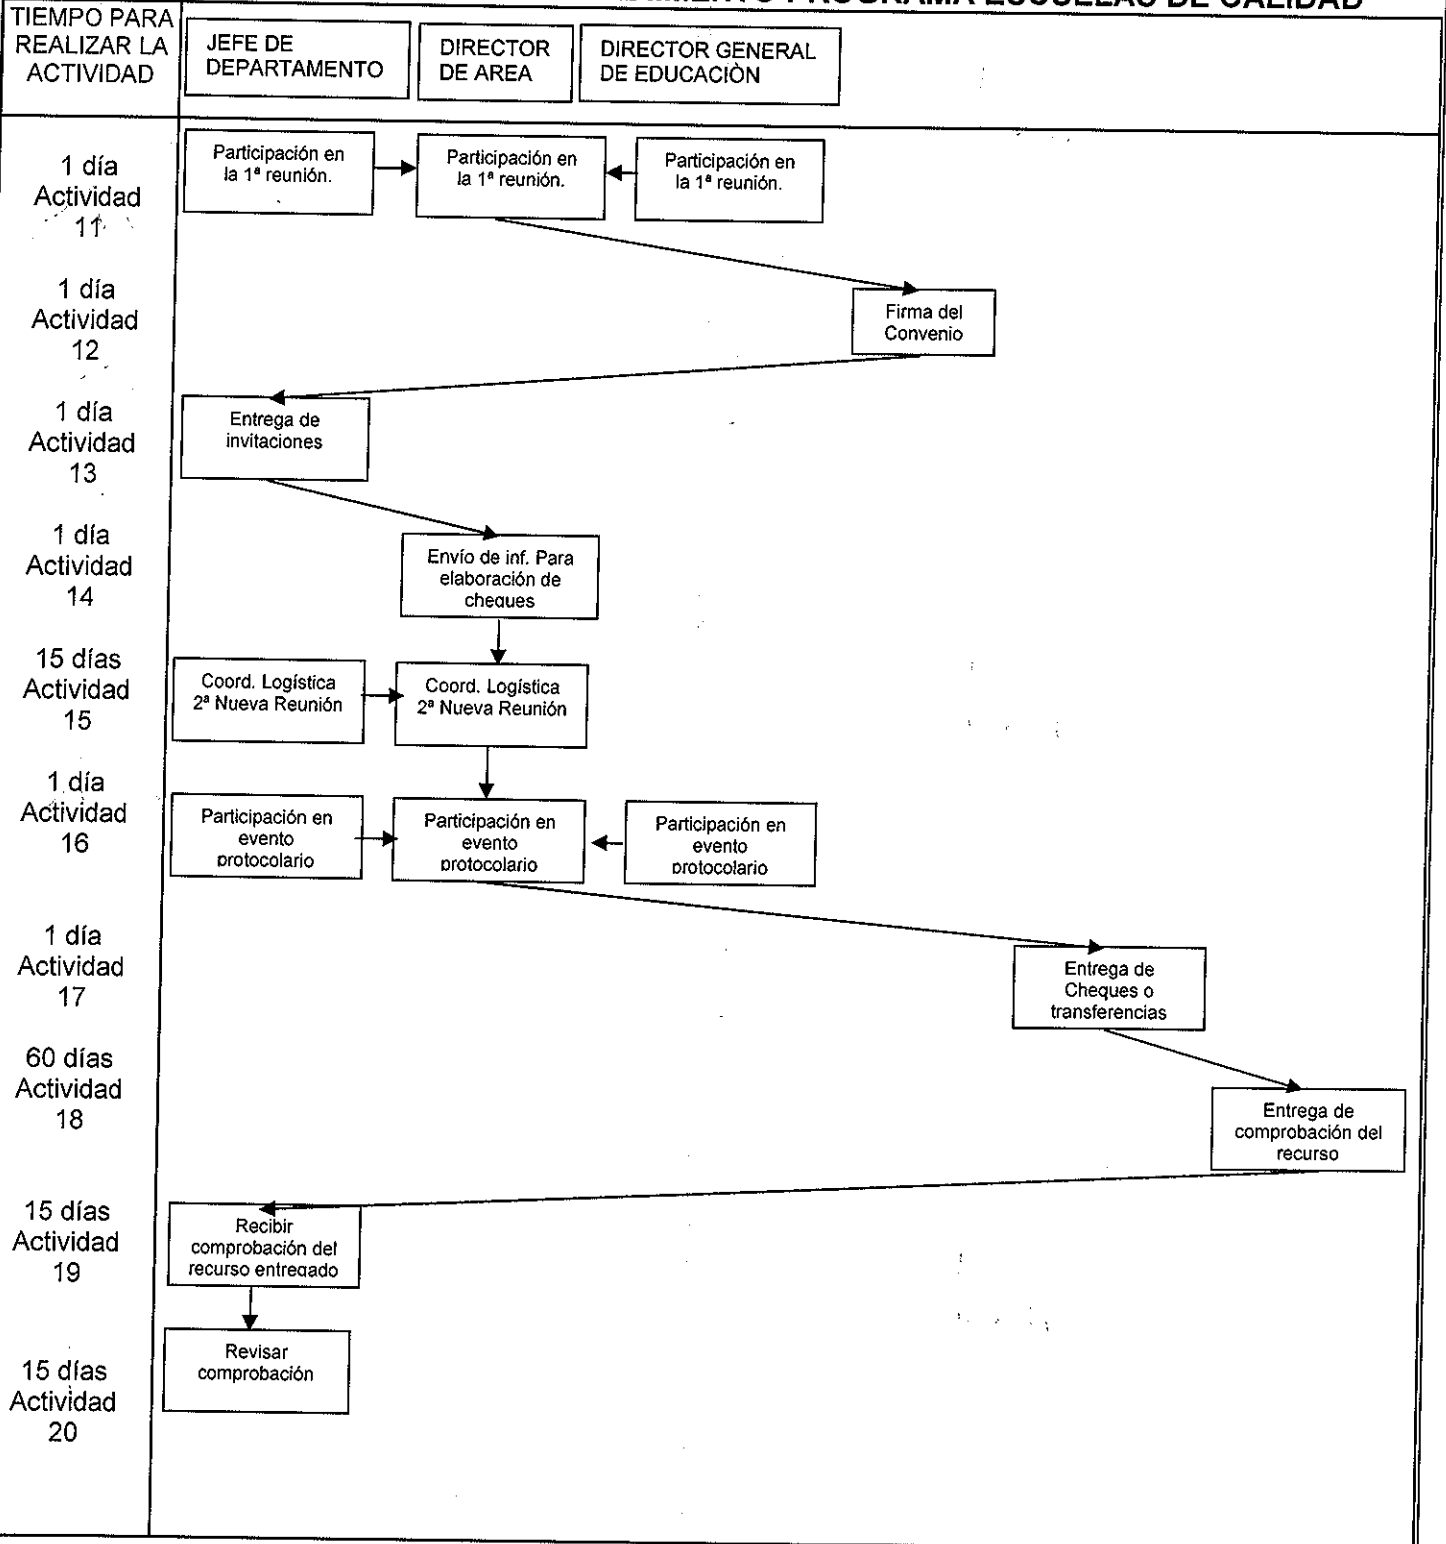 PROGRAMA ESCUELAS DE CALIDAD
TIEMPO PARA
REALIZAR LA
ACTIVIDAD
JEFE DE
DEPARTAMENTO
DIRECTOR
DE AREA
DIRECTOR GENERAL
DE EDUCACIÒN
1 día
Actividad
11
Participación en
la 1ª reunión.
Participación en
la 1ª reunión.
Participación en
la 1ª reunión.
1 día
Actividad
12
Firma del
Convenio
1 día
Actividad
13
Entrega de
invitaciones
1 día
Actividad
14
Envío de inf. Para
elaboración de
cheques
15 días
Actividad
15
Coord. Logística
2ª Nueva Reunión
Coord. Logística
2ª Nueva Reunión
1 día
Actividad
16
Participación en
evento
protocolario
Participación en
evento
protocolario
Participación en
evento
protocolario
1 día
Actividad
17
Entrega de
Cheques o
transferencias
60 días
Actividad
18
Entrega de
comprobación del
recurso
15 días
Actividad
19
Recibir
comprobación del
recurso entregado
15 días
Actividad
20
Revisar
comprobación